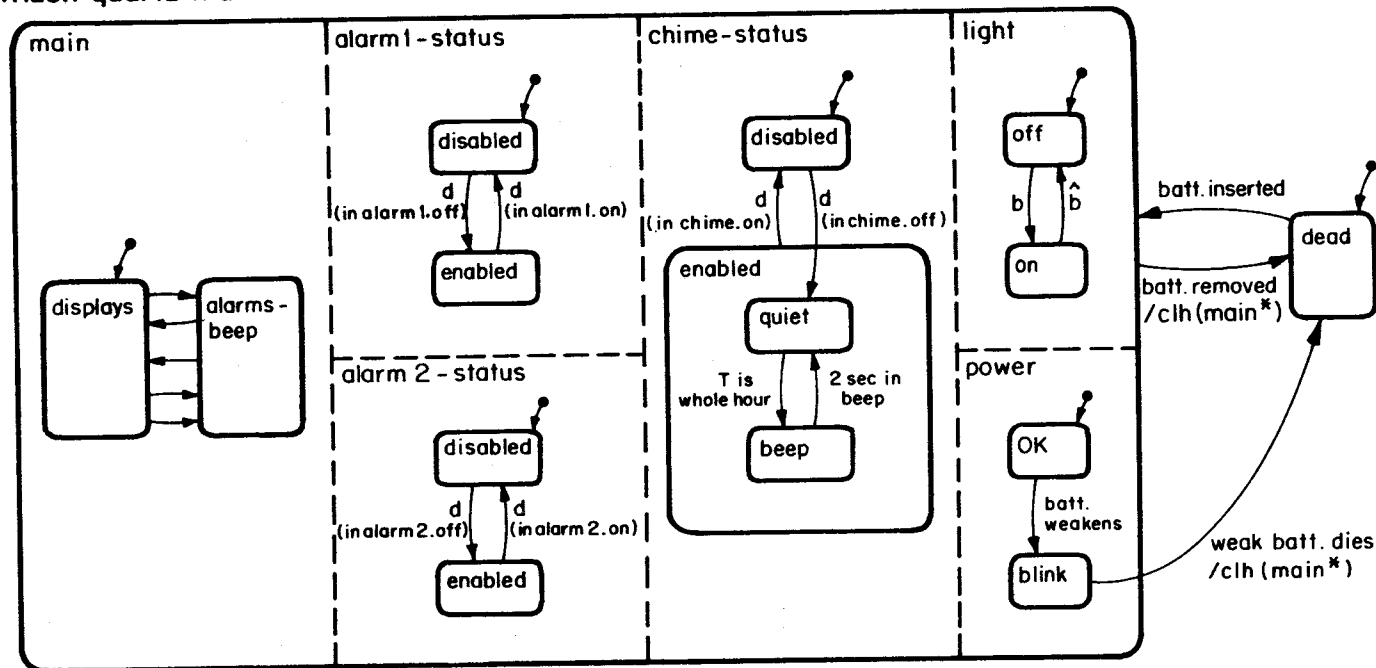 quartz
main
alarm1-status
chime-status
light
disabled
d
(in alarm1.off)
d
(in alarm1.on)
enabled
disabled
d
(in chime.on)
d
(in chime.off)
enabled
quiet
T is
whole hour
2 sec in
beep
beep
off
b
b̂
on
batt. inserted
dead
batt. removed
/clh(main*)
displays
alarms-
beep
alarm 2-status
disabled
d
(in alarm2.off)
d
(in alarm2.on)
enabled
power
OK
batt.
weakens
blink
weak batt. dies
/clh(main*)